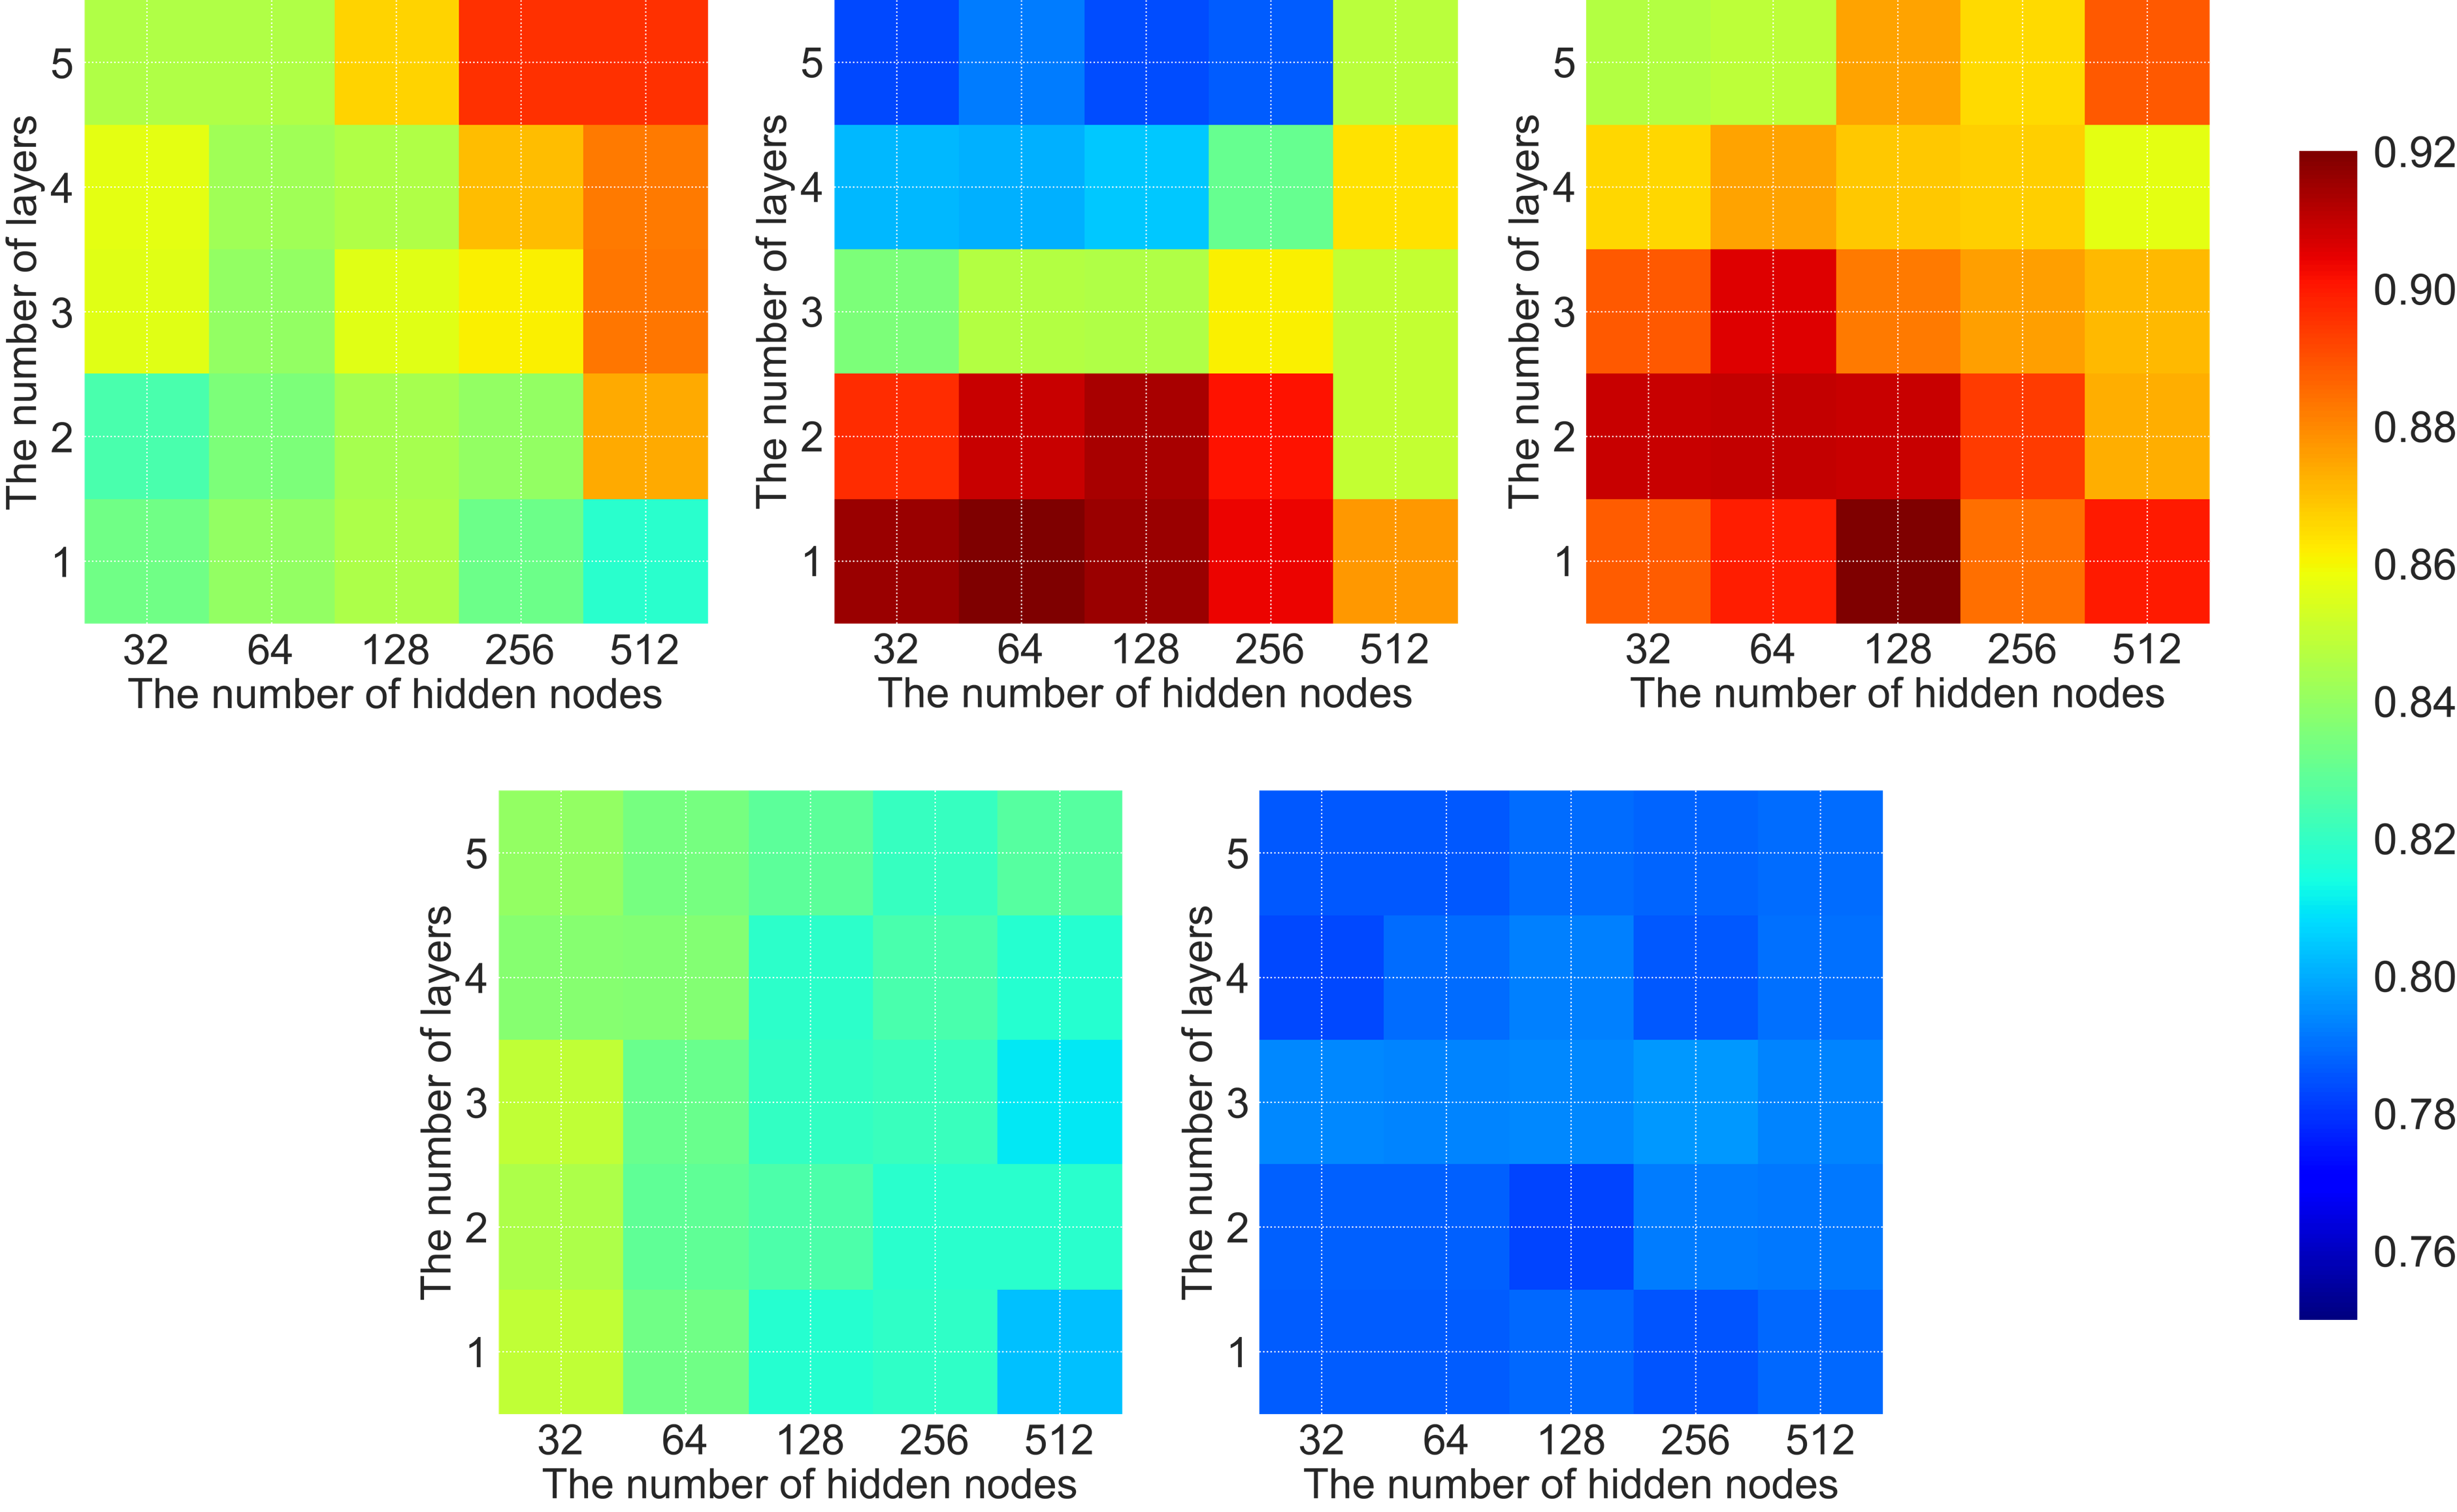 The number of layers
5
4
3
2
1
32 64 128 256 512
The number of hidden nodes
The number of layers
5
4
3
2
1
32 64 128 256 512
The number of hidden nodes
The number of layers
5
4
3
2
1
32 64 128 256 512
The number of hidden nodes
The number of layers
5
4
3
2
1
32 64 128 256 512
The number of hidden nodes
The number of layers
5
4
3
2
1
32 64 128 256 512
The number of hidden nodes
0.92
0.90
0.88
0.86
0.84
0.82
0.80
0.78
0.76